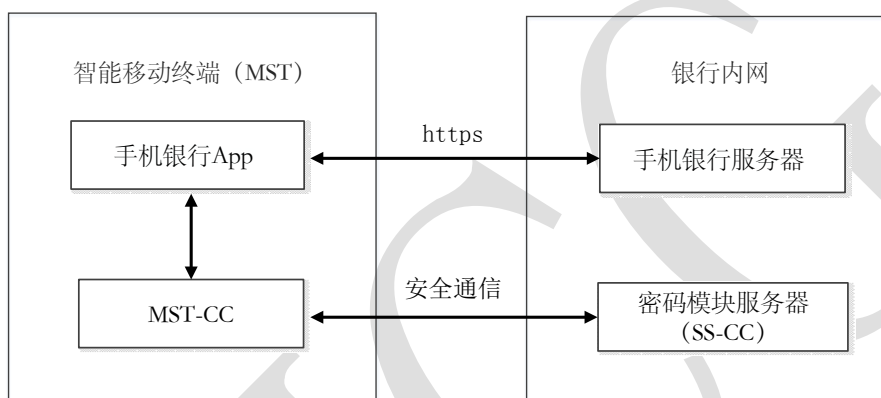 智能移动终端（MST）
银行内网
手机银行App
https
手机银行服务器
MST-CC
安全通信
密码模块服务器
（SS-CC）